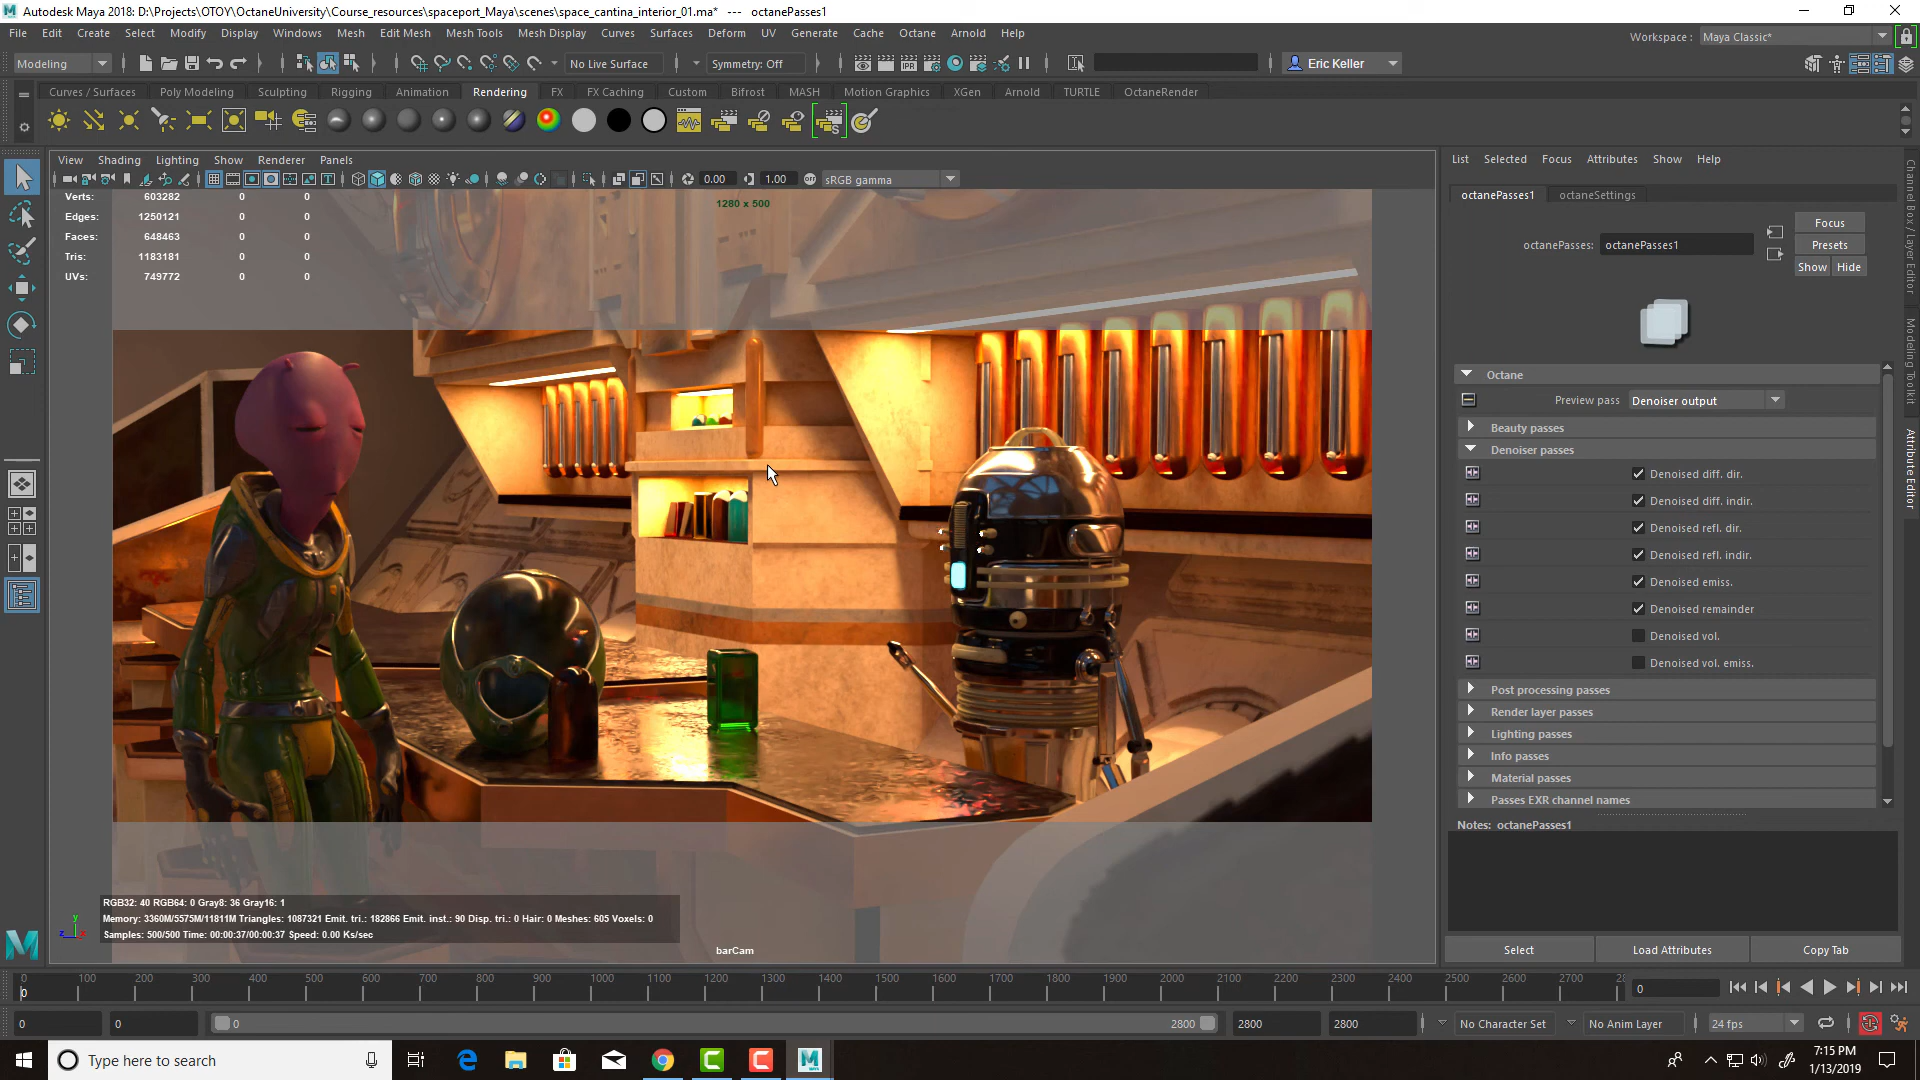 Autodesk Maya 2018: D:\Projects\OTOY\OctaneUniversity\Course_resources\spaceport_Maya\scenes\space_cantina_interior_01.ma* --- octanePasses1
File Edit Create Select Modify Display Windows Mesh Edit Mesh Mesh Tools Mesh Display Curves Surfaces Deform UV Generate Cache Octane Arnold Help
Workspace : Maya Classic*
Modeling No Live Surface Symmetry: Off Eric Keller
Curves / Surfaces Poly Modeling Sculpting Rigging Animation Rendering FX FX Caching Custom Bifrost MASH Motion Graphics XGen Arnold TURTLE OctaneRender
View Shading Lighting Show Renderer Panels
0.00 1.00 sRGB gamma
Verts: 603282 0 0
Edges: 1250121 0 0
Faces: 648463 0 0
Tris: 1183181 0 0
UVs: 749772 0 0
1280 x 500
RGB32: 40 RGB64: 0 Gray8: 36 Gray16: 1
Memory: 3360M/5575M/11811M Triangles: 1087321 Emit. tri.: 182866 Emit. inst.: 90 Disp. tri.: 0 Hair: 0 Meshes: 605 Voxels: 0
Samples: 500/500 Time: 00:00:37/00:00:37 Speed: 0.00 Ks/sec
barCam
List Selected Focus Attributes Show Help
octanePasses1 octaneSettings
octanePasses: octanePasses1
Focus
Presets
Show Hide
Octane
Preview pass Denoiser output
Beauty passes
Denoiser passes
Denoised diff. dir.
Denoised diff. indir.
Denoised refl. dir.
Denoised refl. indir.
Denoised emiss.
Denoised remainder
Denoised vol.
Denoised vol. emiss.
Post processing passes
Render layer passes
Lighting passes
Info passes
Material passes
Passes EXR channel names
Notes: octanePasses1
Select Load Attributes Copy Tab
Channel Box / Layer Editor
Modeling Toolkit
Attribute Editor
0 100 200 300 400 500 600 700 800 900 1000 1100 1200 1300 1400 1500 1600 1700 1800 1900 2000 2100 2200 2300 2400 2500 2600 2700 28
0 0
0 0 0 2800 2800 2800 No Character Set No Anim Layer 24 fps
Type here to search
7:15 PM
1/13/2019